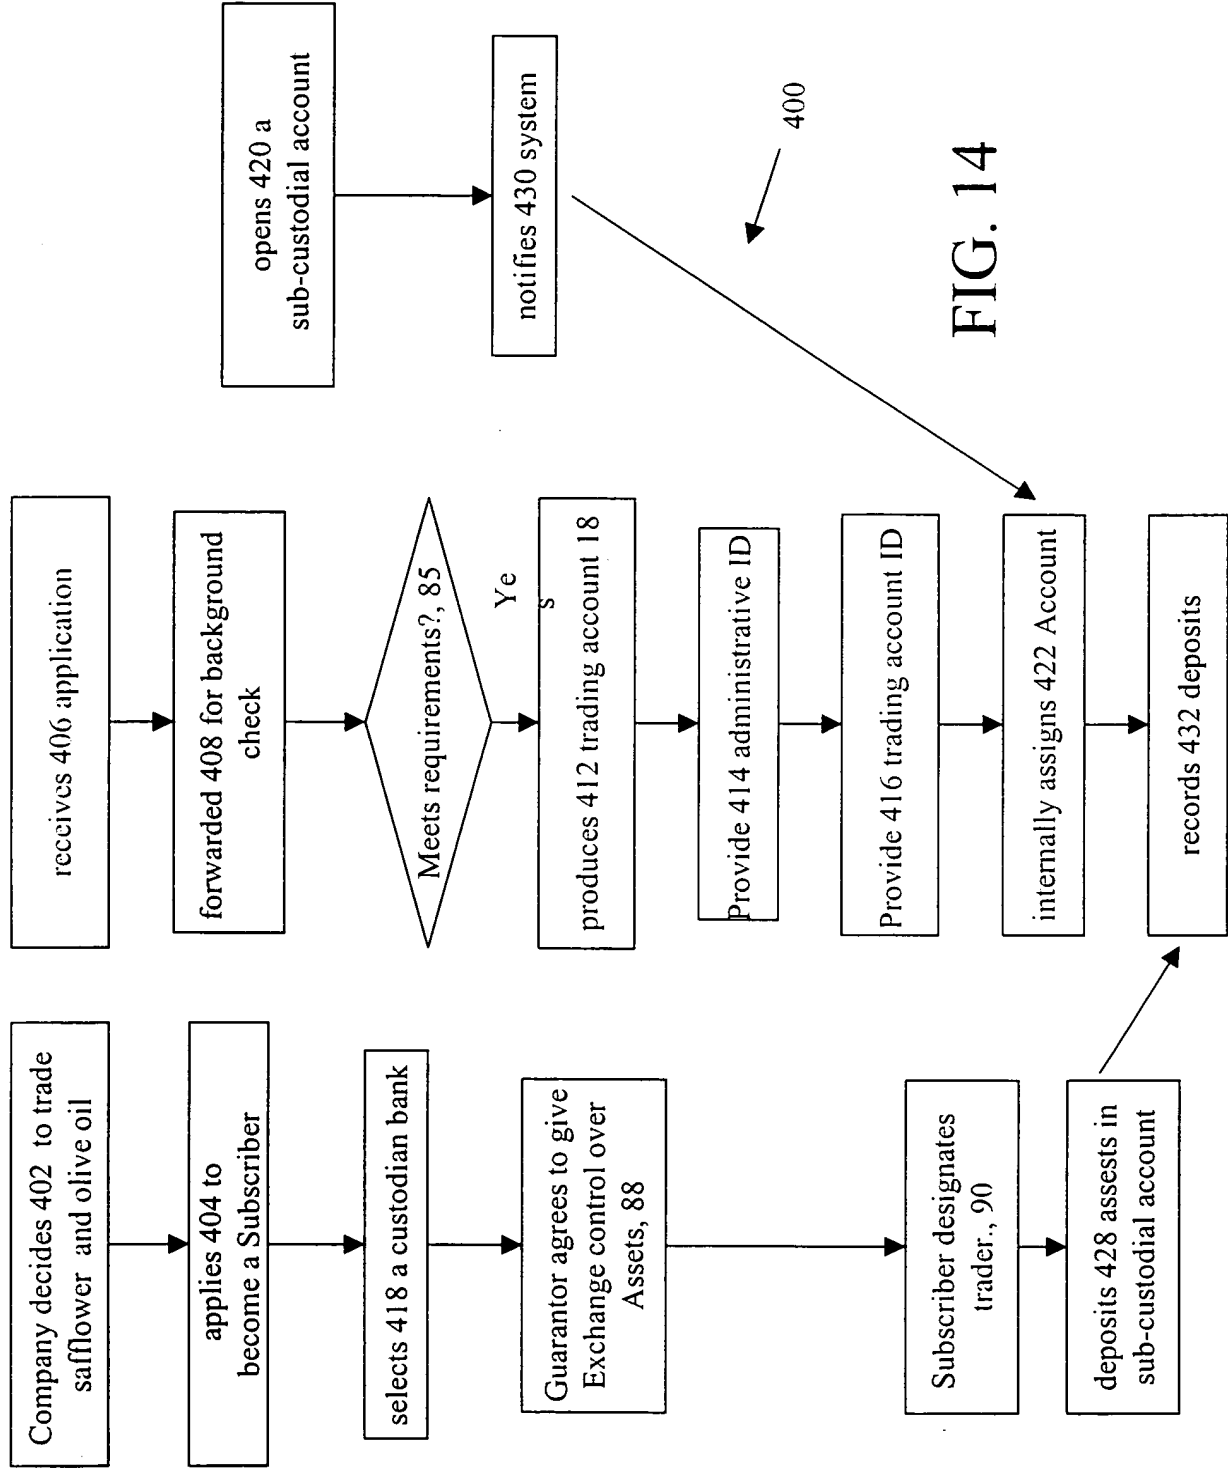 Company decides 402 to trade
safflower and olive oil
applies 404 to
become a Subscriber
selects 418 a custodian bank
Guarantor agrees to give
Exchange control over
Assets, 88
Subscriber designates
trader., 90
deposits 428 assests in
sub-custodial account
receives 406 application
forwarded 408 for background
check
Meets requirements?, 85
Ye
s
produces 412 trading account 18
Provide 414 administrative ID
Provide 416 trading account ID
internally assigns 422 Account
records 432 deposits
opens 420 a
sub-custodial account
notifies 430 system
400
FIG. 14